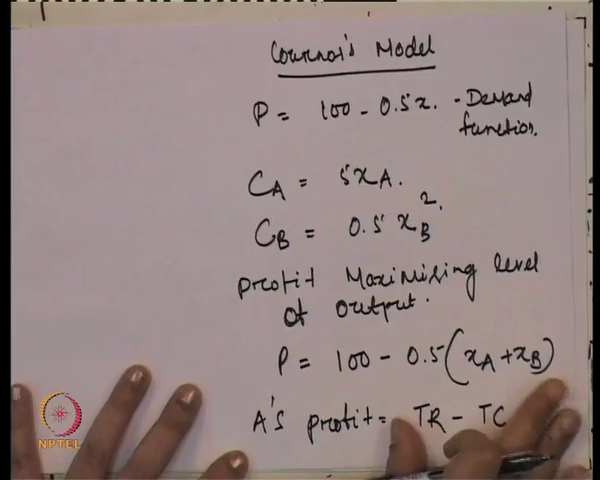 Cournot's Model
P = 100 - 0.5x. - Demand
function.
CA = 5xA.
CB = 0.5 xB².
profit Maximising level
of output.
P = 100 - 0.5(xA + xB)
A's profit = TR - TC
NPTEL